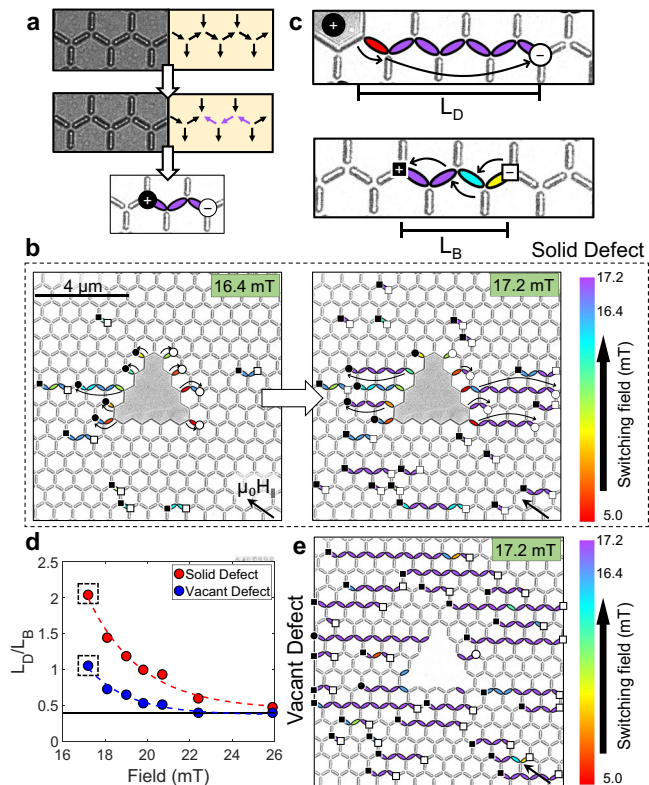 a
c
+
−
L_D
+
−
+
−
L_B
b
Solid Defect
4 µm
16.4 mT
17.2 mT
µ₀H∥
17.2
16.4
5.0
Switching field (mT)
d
2.5
2
1.5
1
0.5
0
L_D/L_B
Solid Defect
Vacant Defect
16 18 20 22 24 26
Field (mT)
e
Vacant Defect
17.2 mT
17.2
16.4
5.0
Switching field (mT)